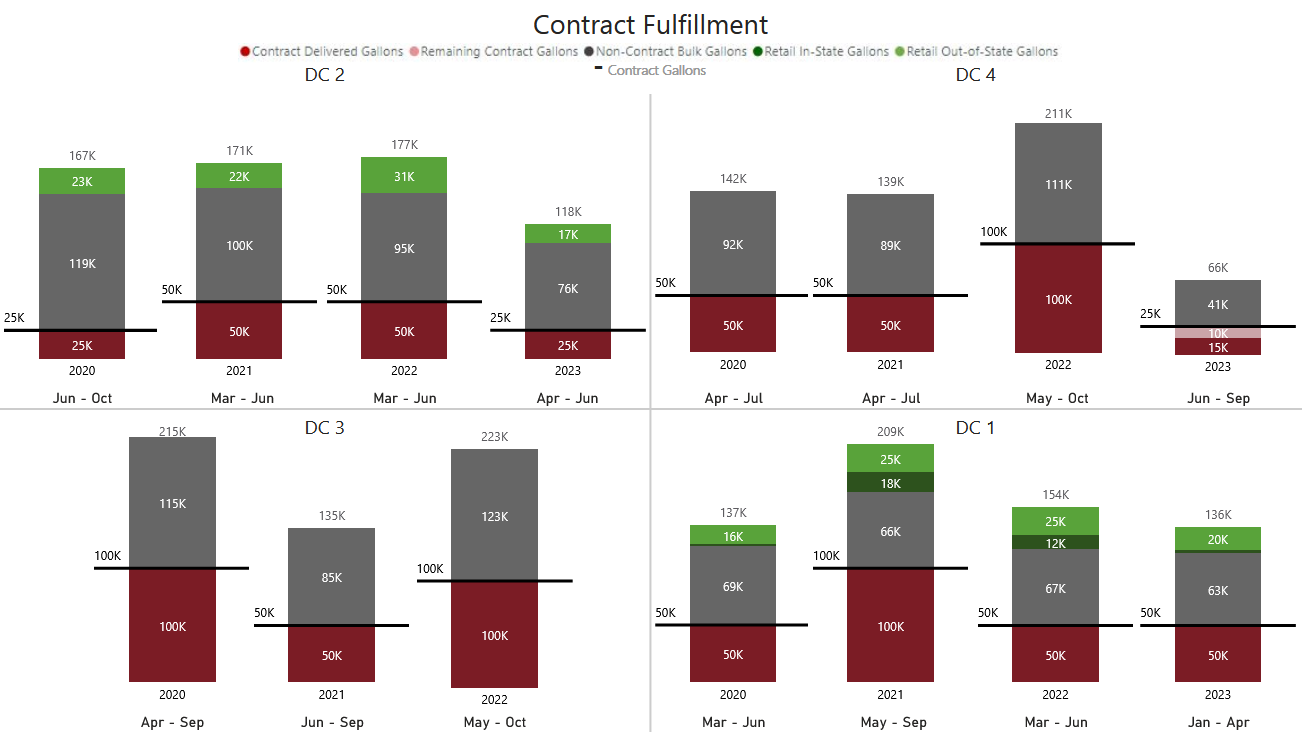 Contract Fulfillment
Contract Delivered Gallons Remaining Contract Gallons Non-Contract Bulk Gallons Retail In-State Gallons Retail Out-of-State Gallons
Contract Gallons
DC 2
167K
23K
119K
25K
25K
2020
Jun - Oct
171K
22K
100K
50K
50K
2021
Mar - Jun
177K
31K
95K
50K
50K
2022
Mar - Jun
118K
17K
76K
25K
25K
2023
Apr - Jun
DC 4
142K
92K
50K
50K
2020
Apr - Jul
139K
89K
50K
50K
2021
Apr - Jul
211K
111K
100K
100K
2022
May - Oct
66K
41K
25K
10K
15K
2023
Jun - Sep
DC 3
215K
115K
100K
100K
2020
Apr - Sep
135K
85K
50K
50K
2021
Jun - Sep
223K
123K
100K
100K
2022
May - Oct
DC 1
137K
16K
69K
50K
50K
2020
Mar - Jun
209K
25K
18K
66K
100K
100K
2021
May - Sep
154K
25K
12K
67K
50K
50K
2022
Mar - Jun
136K
20K
63K
50K
50K
2023
Jan - Apr